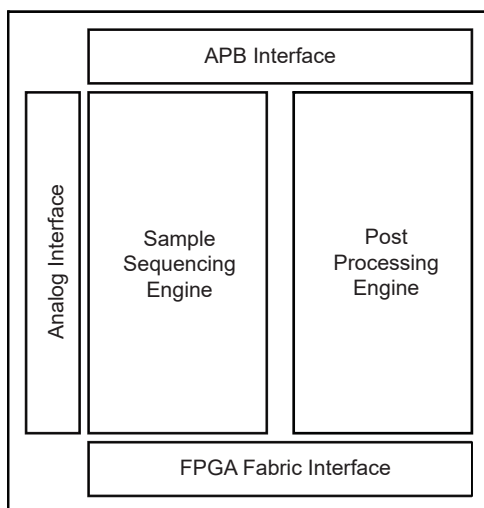 APB Interface
Analog Interface
Sample
Sequencing
Engine
Post
Processing
Engine
FPGA Fabric Interface